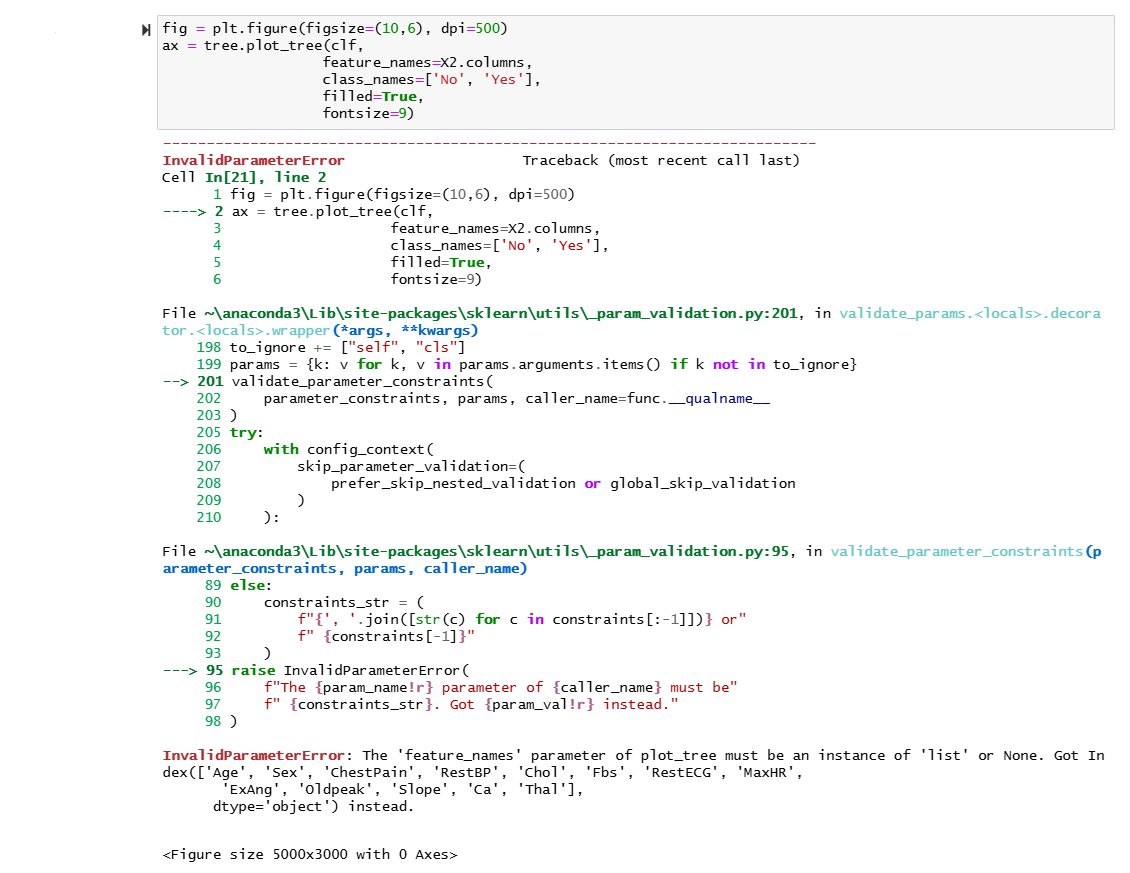 fig = plt.figure(figsize=(10,6), dpi=500)
ax = tree.plot_tree(clf,
                   feature_names=X2.columns,
                   class_names=['No', 'Yes'],
                   filled=True,
                   fontsize=9)
---------------------------------------------------------------------------
InvalidParameterError                     Traceback (most recent call last)
Cell In[21], line 2
      1 fig = plt.figure(figsize=(10,6), dpi=500)
----> 2 ax = tree.plot_tree(clf,
      3                    feature_names=X2.columns,
      4                    class_names=['No', 'Yes'],
      5                    filled=True,
      6                    fontsize=9)
File ~\anaconda3\Lib\site-packages\sklearn\utils\_param_validation.py:201, in validate_params.<locals>.decora
tor.<locals>.wrapper(*args, **kwargs)
    198 to_ignore += ["self", "cls"]
    199 params = {k: v for k, v in params.arguments.items() if k not in to_ignore}
--> 201 validate_parameter_constraints(
    202     parameter_constraints, params, caller_name=func.__qualname__
    203 )
    205 try:
    206     with config_context(
    207         skip_parameter_validation=(
    208             prefer_skip_nested_validation or global_skip_validation
    209         )
    210     ):
File ~\anaconda3\Lib\site-packages\sklearn\utils\_param_validation.py:95, in validate_parameter_constraints(p
arameter_constraints, params, caller_name)
     89 else:
     90     constraints_str = (
     91         f"{', '.join([str(c) for c in constraints[:-1]])} or"
     92         f" {constraints[-1]}"
     93     )
---> 95 raise InvalidParameterError(
     96     f"The {param_name!r} parameter of {caller_name} must be"
     97     f" {constraints_str}. Got {param_val!r} instead."
     98 )
InvalidParameterError: The 'feature_names' parameter of plot_tree must be an instance of 'list' or None. Got In
dex(['Age', 'Sex', 'ChestPain', 'RestBP', 'Chol', 'Fbs', 'RestECG', 'MaxHR',
       'ExAng', 'Oldpeak', 'Slope', 'Ca', 'Thal'],
      dtype='object') instead.
<Figure size 5000x3000 with 0 Axes>